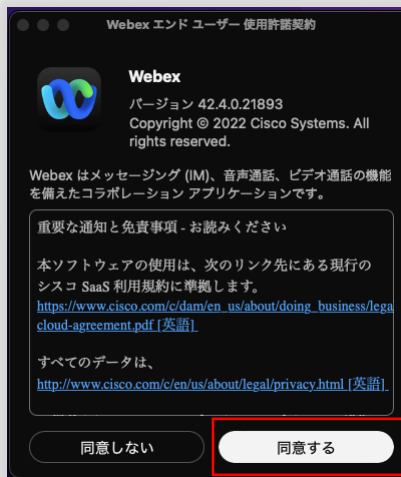 Webex エンド ユーザー 使用許諾契約
Webex
バージョン 42.4.0.21893
Copyright © 2022 Cisco Systems. All
rights reserved.
Webex はメッセージング (IM)、音声通話、ビデオ通話の機能
を備えたコラボレーション アプリケーションです。
重要な通知と免責事項 - お読みください
本ソフトウェアの使用は、次のリンク先にある現行の
シスコ SaaS 利用規約に準拠します。
https://www.cisco.com/c/dam/en_us/about/doing_business/lega
cloud-agreement.pdf [英語]
すべてのデータは、
http://www.cisco.com/c/en/us/about/legal/privacy.html [英語]
同意しない
同意する